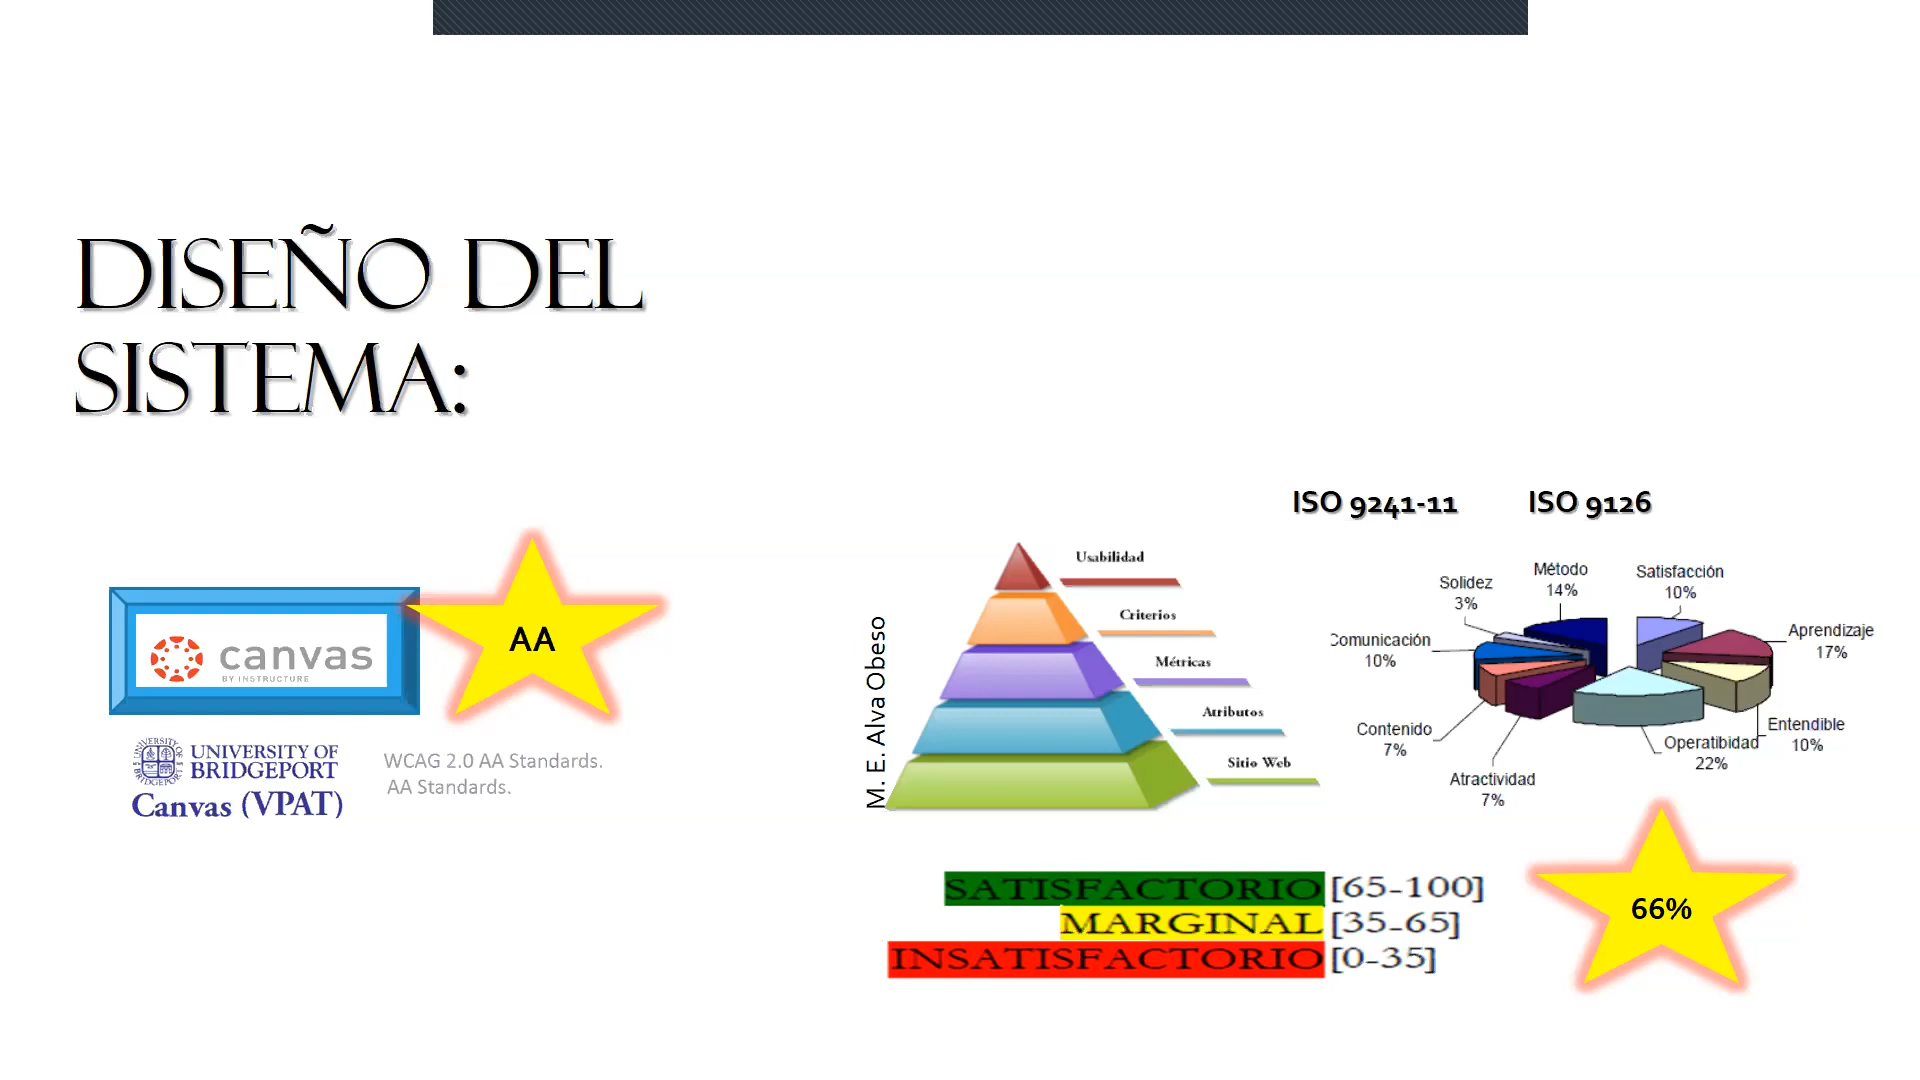 DISEÑO DEL
SISTEMA:
canvas
BY INSTRUCTURE
AA
UNIVERSITY OF
BRIDGEPORT
Canvas (VPAT)
WCAG 2.0 AA Standards.
AA Standards.
M. E. Alva Obeso
Usabilidad
Criterios
Métricas
Atributos
Sitio Web
ISO 9241-11
ISO 9126
Método
14%
Satisfacción
10%
Solidez
3%
Aprendizaje
17%
Comunicación
10%
Entendible
10%
Contenido
7%
Operatibidad
22%
Atractividad
7%
SATISFACTORIO [65-100]
MARGINAL [35-65]
INSATISFACTORIO [0-35]
66%